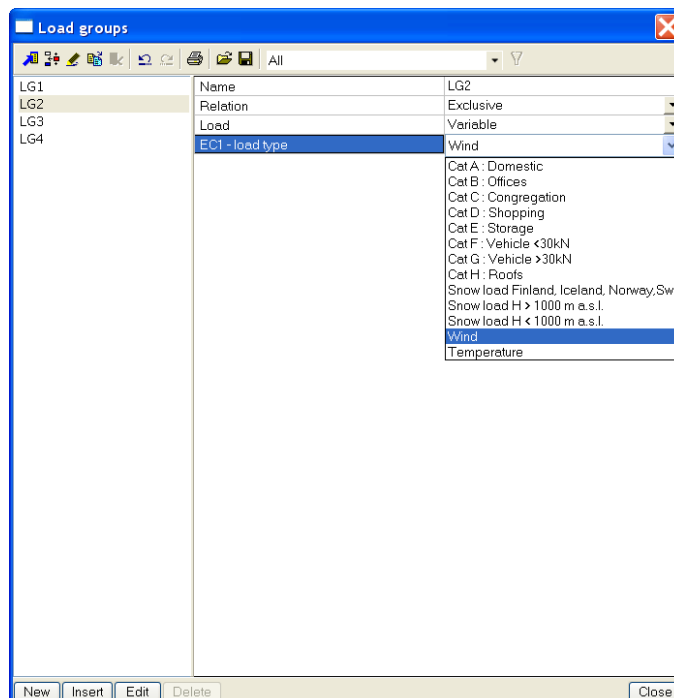 Load groups
All
LG1
LG2
LG3
LG4
Name LG2
Relation Exclusive
Load Variable
EC1 - load type Wind
Cat A : Domestic
Cat B : Offices
Cat C : Congregation
Cat D : Shopping
Cat E : Storage
Cat F : Vehicle <30kN
Cat G : Vehicle >30kN
Cat H : Roofs
Snow load Finland, Iceland, Norway,Sw
Snow load H > 1000 m a.s.l.
Snow load H < 1000 m a.s.l.
Wind
Temperature
New Insert Edit Delete Close